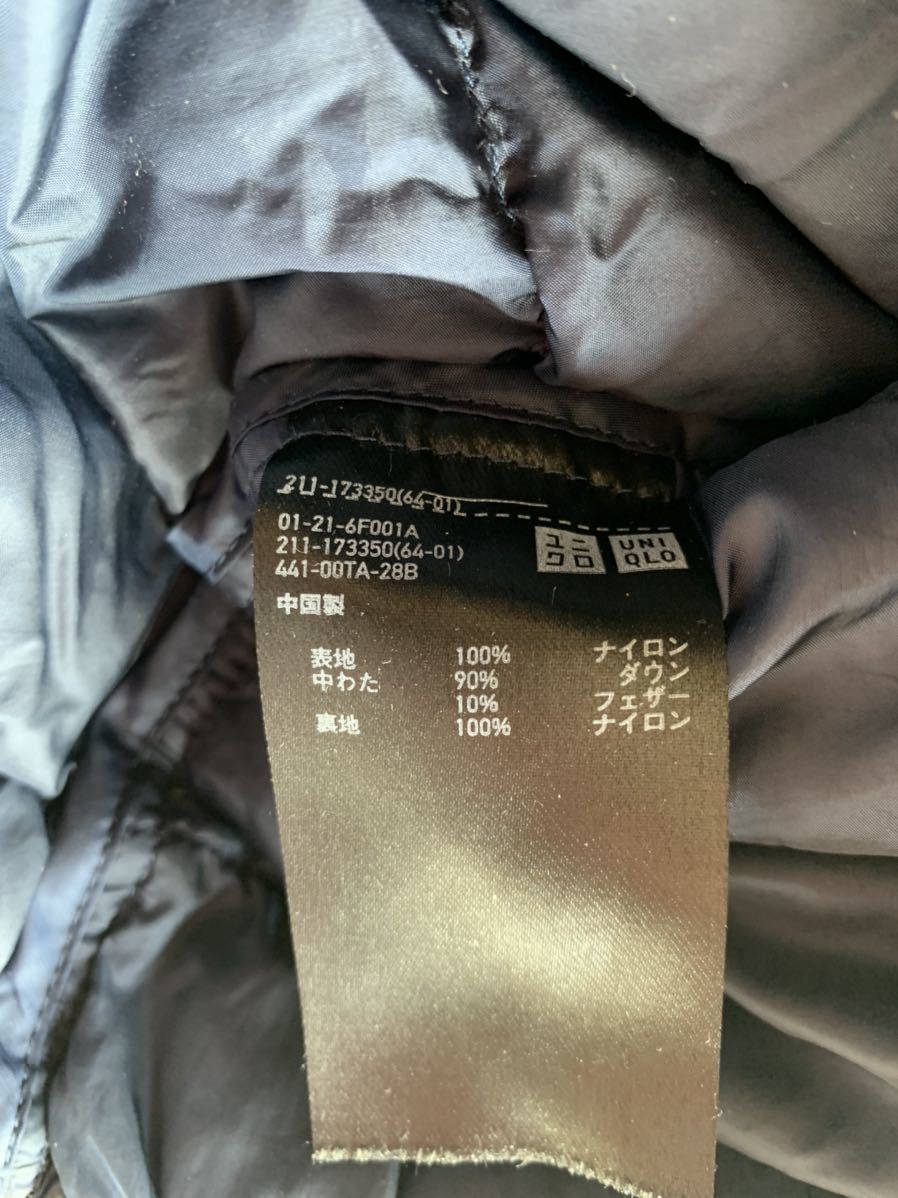 211-173350(64-01)
01-21-6F001A
211-173350(64-01)
441-00TA-28B
ユニ
クロ
UNI
QLO
中国製
表地 100% ナイロン
中わた 90% ダウン
10% フェザー
裏地 100% ナイロン